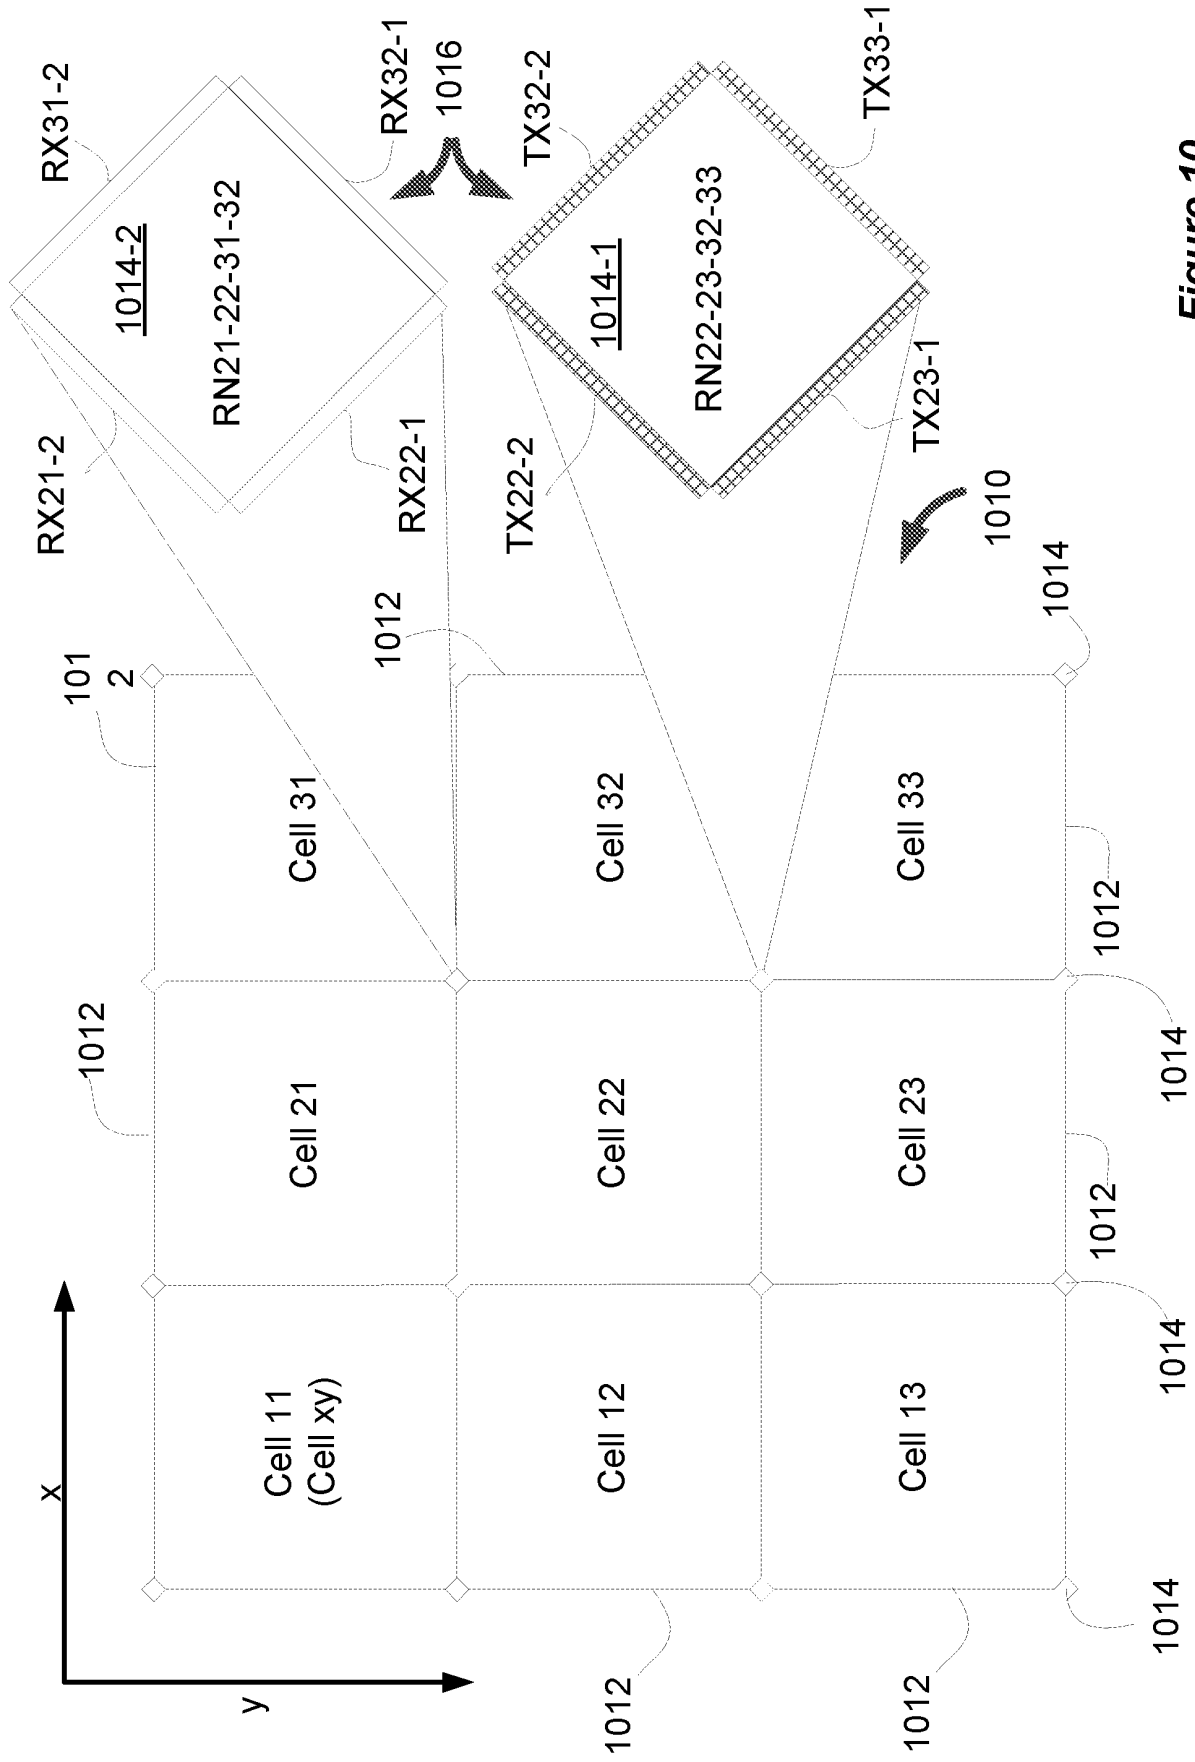 x
y
Cell 11
(Cell xy)
Cell 21
Cell 31
Cell 12
Cell 22
Cell 32
Cell 13
Cell 23
Cell 33
1012
101
2
1012
1012
1012
1012
1012
1014
1014
1014
1014
1010
RX21-2
RX31-2
1014-2
RN21-22-31-32
RX22-1
RX32-1
1016
TX22-2
TX32-2
1014-1
RN22-23-32-33
TX23-1
TX33-1
Figure 10